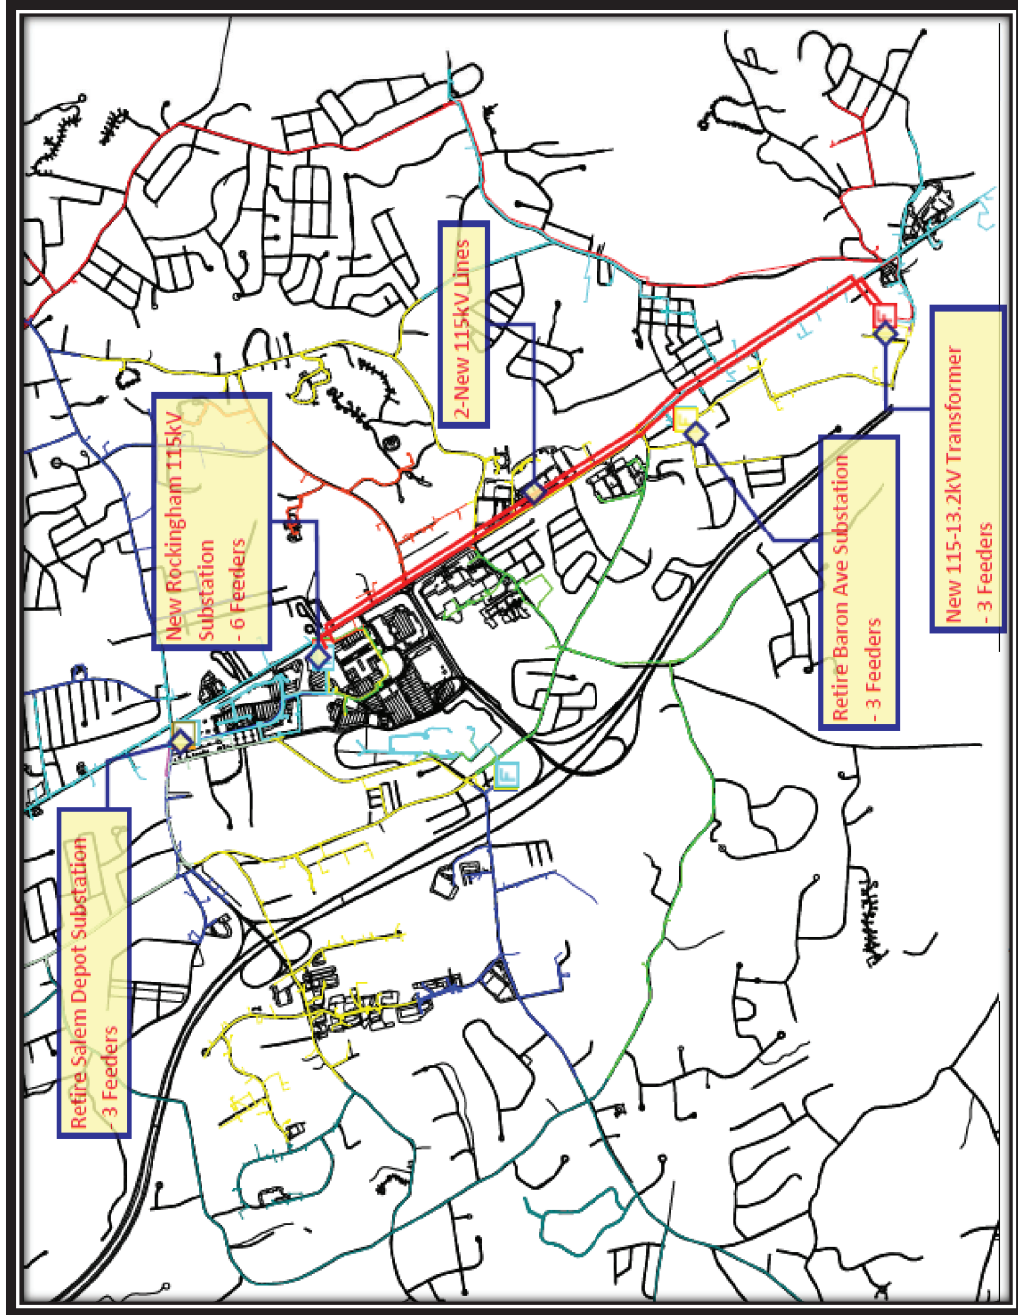 Retire Salem Depot Substation
3 Feeders
New Rockingham 115kV
Substation
- 6 Feeders
2-New 115kV Lines
Retire Baron Ave Substation
- 3 Feeders
New 115-13.2kV Transformer
- 3 Feeders
F
F